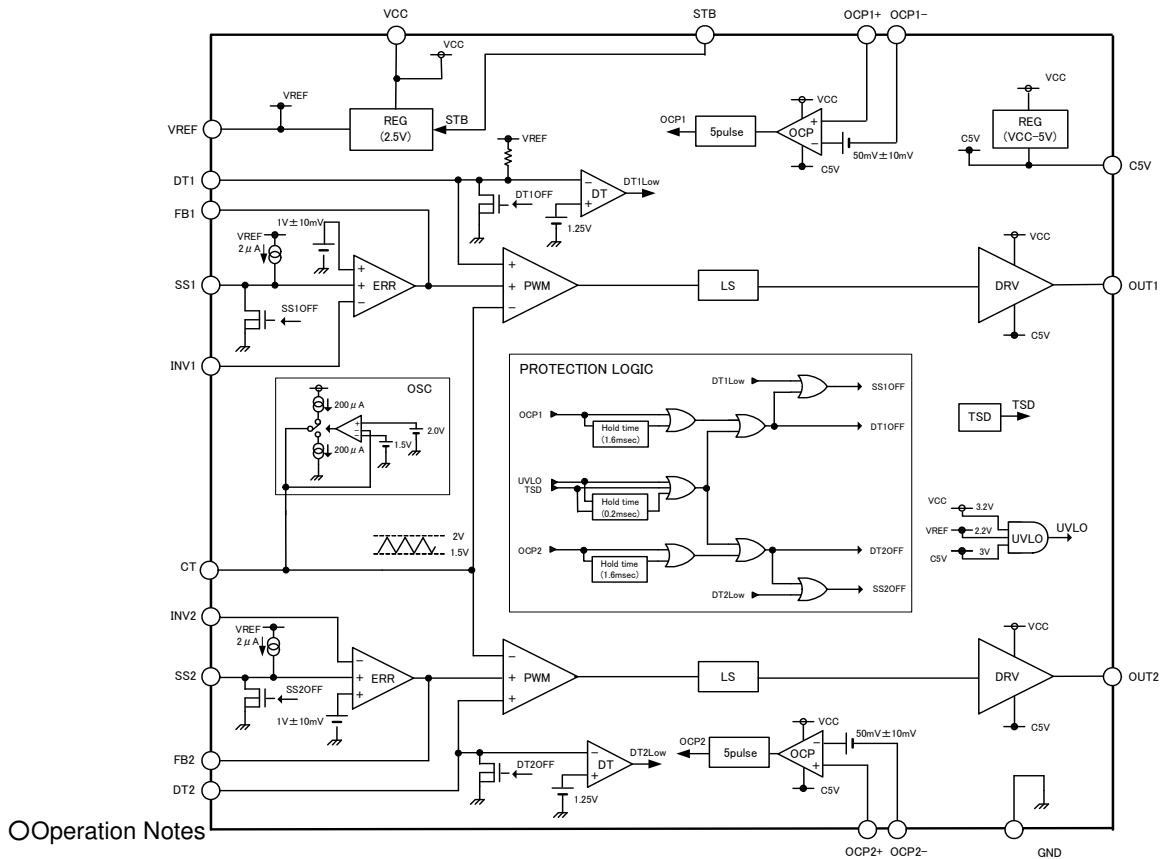 VCC
STB
OCP1+ OCP1-
VCC
VREF
VREF
REG
(2.5V)
STB
VREF
OCP1
5pulse
VCC
+
OCP
-
C5V
50mV±10mV
VCC
REG
(VCC-5V)
C5V
C5V
DT1
DT1OFF
-
DT
+
DT1Low
1.25V
FB1
1V±10mV
VREF
2μA
SS1
+
+
ERR
-
SS1OFF
+
+
PWM
-
LS
VCC
DRV
C5V
OUT1
INV1
OSC
200μA
200μA
+
-
-
1.5V
2.0V
PROTECTION LOGIC
DT1Low
SS1OFF
OCP1
Hold time
(1.6msec)
DT1OFF
UVLO
TSD
Hold time
(0.2msec)
OCP2
Hold time
(1.6msec)
DT2OFF
DT2Low
SS2OFF
TSD
TSD
VCC
3.2V
VREF
2.2V
C5V
3V
UVLO
UVLO
2V
1.5V
CT
INV2
VREF
2μA
SS2
-
+
ERR
+
SS2OFF
1V±10mV
-
+
PWM
+
LS
VCC
DRV
C5V
OUT2
FB2
DT2
DT2OFF
-
DT
+
DT2Low
1.25V
OCP2
5pulse
VCC
-
OCP
+
C5V
50mV±10mV
OCP2+ OCP2-
GND
○Operation Notes